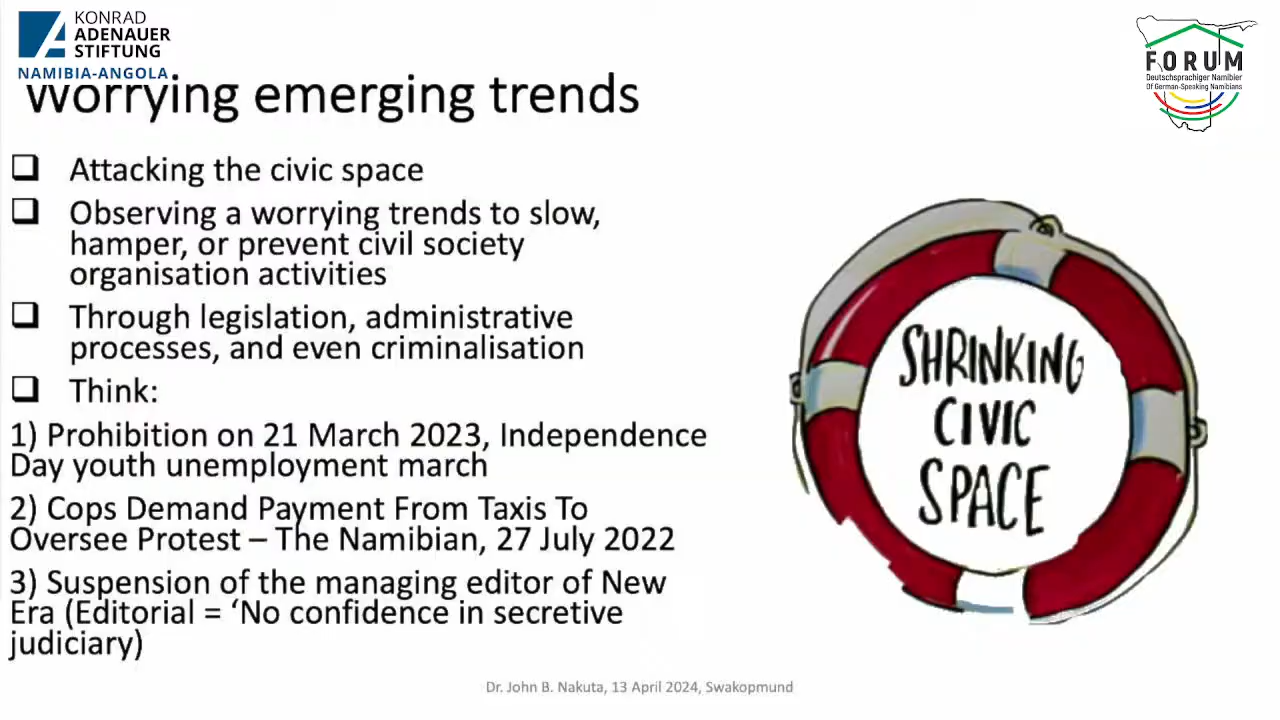 KONRAD
ADENAUER
STIFTUNG
NAMIBIA-ANGOLA
FORUM
Deutschsprachiger Namibier
Of German-Speaking Namibians
Worrying emerging trends
❑ Attacking the civic space
❑ Observing a worrying trends to slow,
hamper, or prevent civil society
organisation activities
❑ Through legislation, administrative
processes, and even criminalisation
❑ Think:
1) Prohibition on 21 March 2023, Independence
Day youth unemployment march
2) Cops Demand Payment From Taxis To
Oversee Protest – The Namibian, 27 July 2022
3) Suspension of the managing editor of New
Era (Editorial = ‘No confidence in secretive
judiciary)
SHRINKING
CIVIC
SPACE
Dr. John B. Nakuta, 13 April 2024, Swakopmund